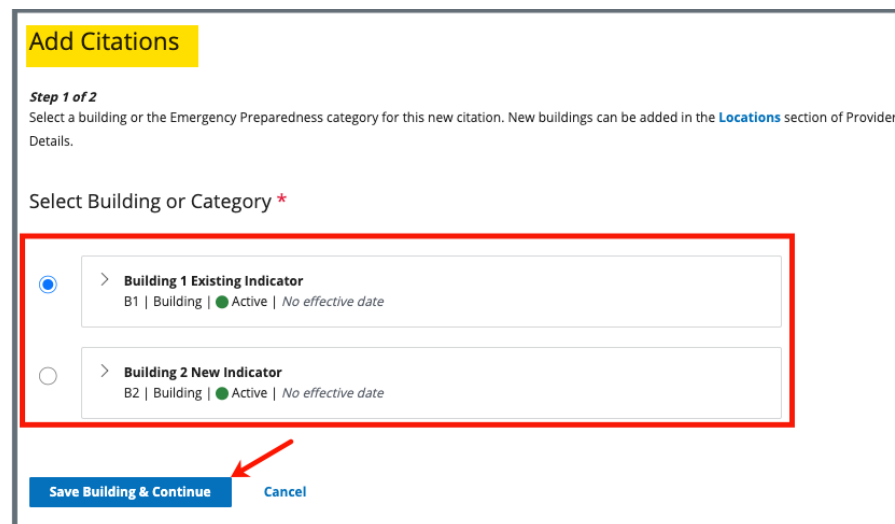 Add Citations
Step 1 of 2
Select a building or the Emergency Preparedness category for this new citation. New buildings can be added in the Locations section of Provider
Details.
Select Building or Category *
Building 1 Existing Indicator
B1 | Building | Active | No effective date
Building 2 New Indicator
B2 | Building | Active | No effective date
Save Building & Continue Cancel